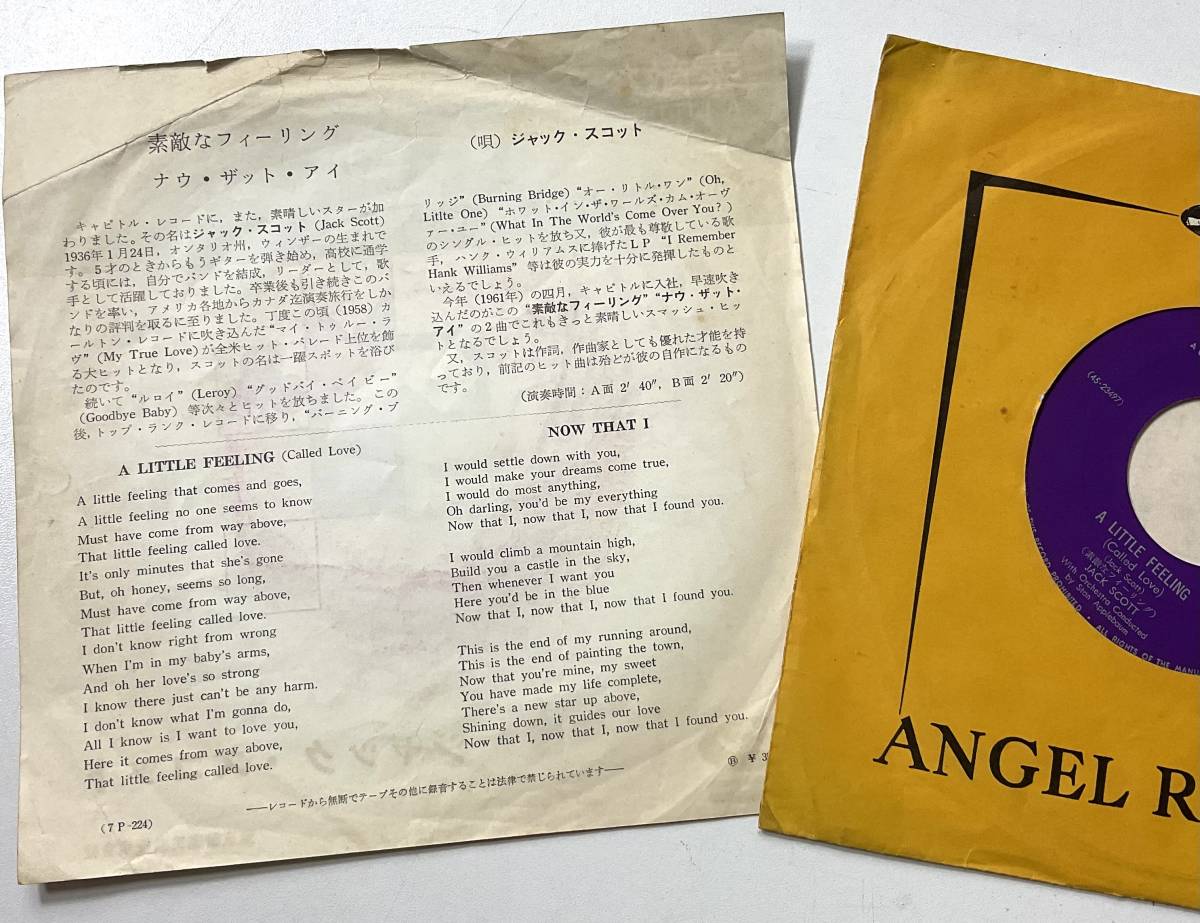 素敵なフィーリング
ナウ・ザット・アイ
(唄) ジャック・スコット
キャピトル・レコードに，また，素晴しいスターが加
わりました。その名はジャック・スコット (Jack Scott)
1936年1月24日，オンタリオ州，ウィンザーの生まれで
す。5才のときからもうギターを弾き始め，高校に通学
する頃には，自分でバンドを結成，リーダーとして，歌
手として活躍しておりました。卒業後も引き続きこのバ
ンドを率い，アメリカ各地からカナダ迄演奏旅行をしか
なりの評判を取るに至りました。丁度この頃 (1958) カ
ールトン・レコードに吹き込んだ“マイ・トゥルー・ラ
ヴ” (My True Love) が全米ヒット・パレード上位を飾
る大ヒットとなり，スコットの名は一躍スポットを浴び
たのです。
続いて “ルロイ” (Leroy) “グッドバイ・ベイビー”
(Goodbye Baby) 等次々とヒットを放ちました。この
後，トップ・ランク・レコードに移り，“バーニング・ブ
リッジ” (Burning Bridge) “オー・リトル・ワン” (Oh,
Litlte One) “ホワット・イン・ザ・ワールズ・カム・オーヴ
ァー・ユー” (What In The World's Come Over You?)
のシングル・ヒットを放ち又，彼が最も尊敬している歌
手，ハンク・ウィリアムスに捧げたLP “I Remember
Hank Williams” 等は彼の実力を十分に発揮したものと
いえるでしょう。
今年 (1961年) の四月，キャピトルに入社，早速吹き
込んだのがこの “素敵なフィーリング” “ナウ・ザット・
アイ” の2曲でこれもきっと素晴しいスマッシュ・ヒッ
トとなるでしょう。
又，スコットは作詞，作曲家としても優れた才能を持
っており，前記のヒット曲は殆どが彼の自作になるもの
です。
(演奏時間：A面 2′ 40″，B面 2′ 20″)
A LITTLE FEELING (Called Love)
A little feeling that comes and goes,
A little feeling no one seems to know
Must have come from way above,
That little feeling called love.
It's only minutes that she's gone
But, oh honey, seems so long,
Must have come from way above,
That little feeling called love.
I don't know right from wrong
When I'm in my baby's arms,
And oh her love's so strong
I know there just can't be any harm.
I don't know what I'm gonna do,
All I know is I want to love you,
Here it comes from way above,
That little feeling called love.
NOW THAT I
I would settle down with you,
I would make your dreams come true,
I would do most anything,
Oh darling, you'd be my everything
Now that I, now that I, now that I found you.
I would climb a mountain high,
Build you a castle in the sky,
Then whenever I want you
Here you'd be in the blue
Now that I, now that I, now that I found you.
This is the end of my running around,
This is the end of painting the town,
Now that you're mine, my sweet
You have made my life complete,
There's a new star up above,
Shining down, it guides our love
Now that I, now that I, now that I found you.
Ⓑ ¥ 3
——レコードから無断でテープその他に録音することは法律で禁じられています——
(7 P-224)
(45-23497)
A LITTLE FEELING
(Called Love)
(Jack Scott)
(素敵なフィーリング)
JACK SCOTT
With Orchestra Conducted
by Stan Applebaum
RECORD PROHIBITED. • ALL RIGHTS OF THE MANU
ANGEL R